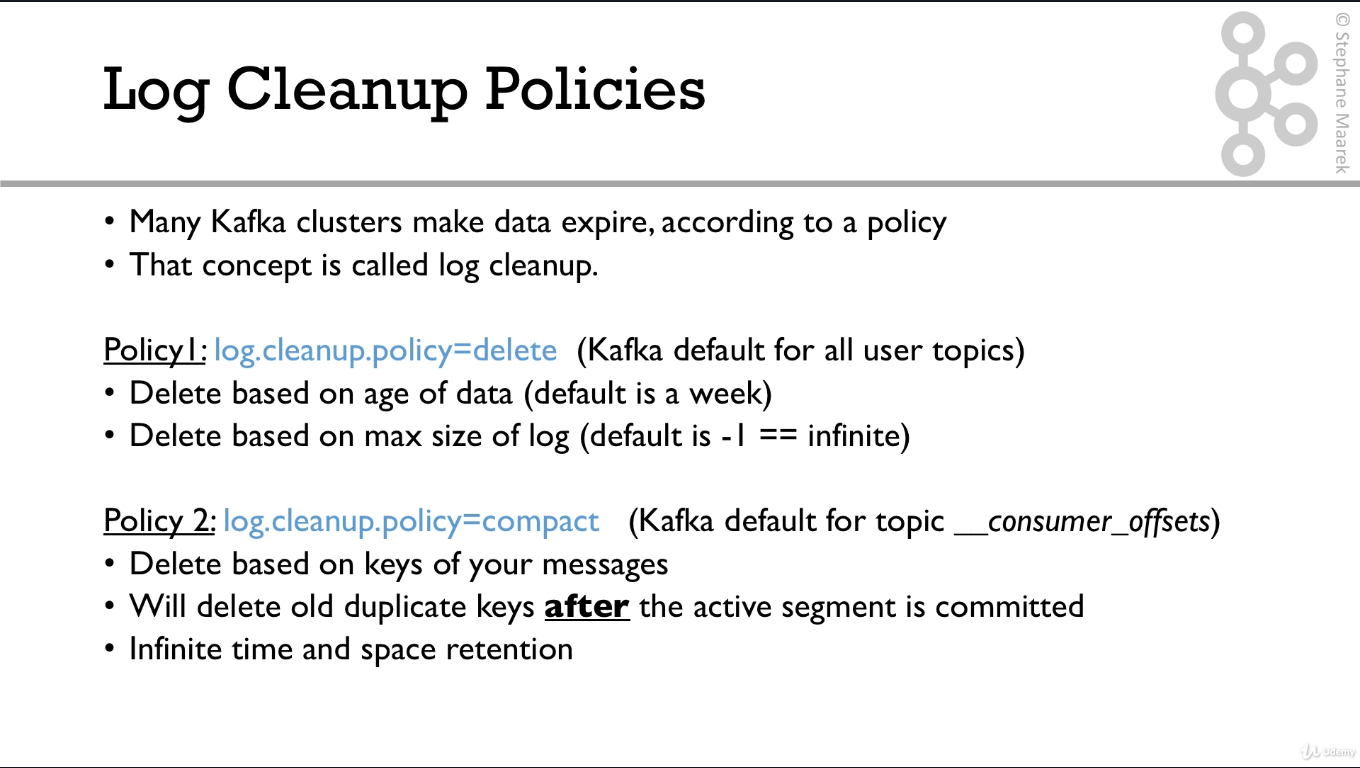 Log Cleanup Policies
© Stephane Maarek
• Many Kafka clusters make data expire, according to a policy
• That concept is called log cleanup.
Policy1: log.cleanup.policy=delete (Kafka default for all user topics)
• Delete based on age of data (default is a week)
• Delete based on max size of log (default is -1 == infinite)
Policy 2: log.cleanup.policy=compact (Kafka default for topic __consumer_offsets)
• Delete based on keys of your messages
• Will delete old duplicate keys after the active segment is committed
• Infinite time and space retention
Udemy